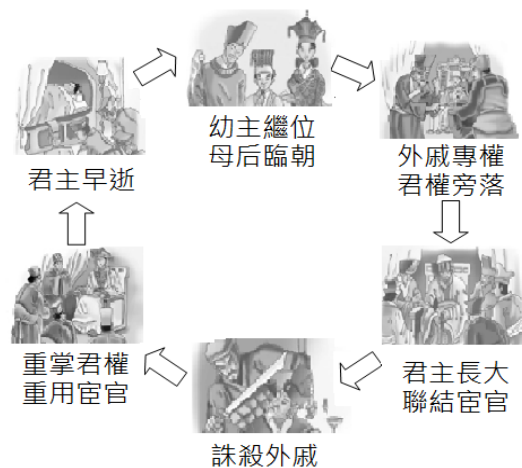 幼主繼位
母后臨朝
外戚專權
君權旁落
君主長大
聯結宦官
誅殺外戚
重掌君權
重用宦官
君主早逝